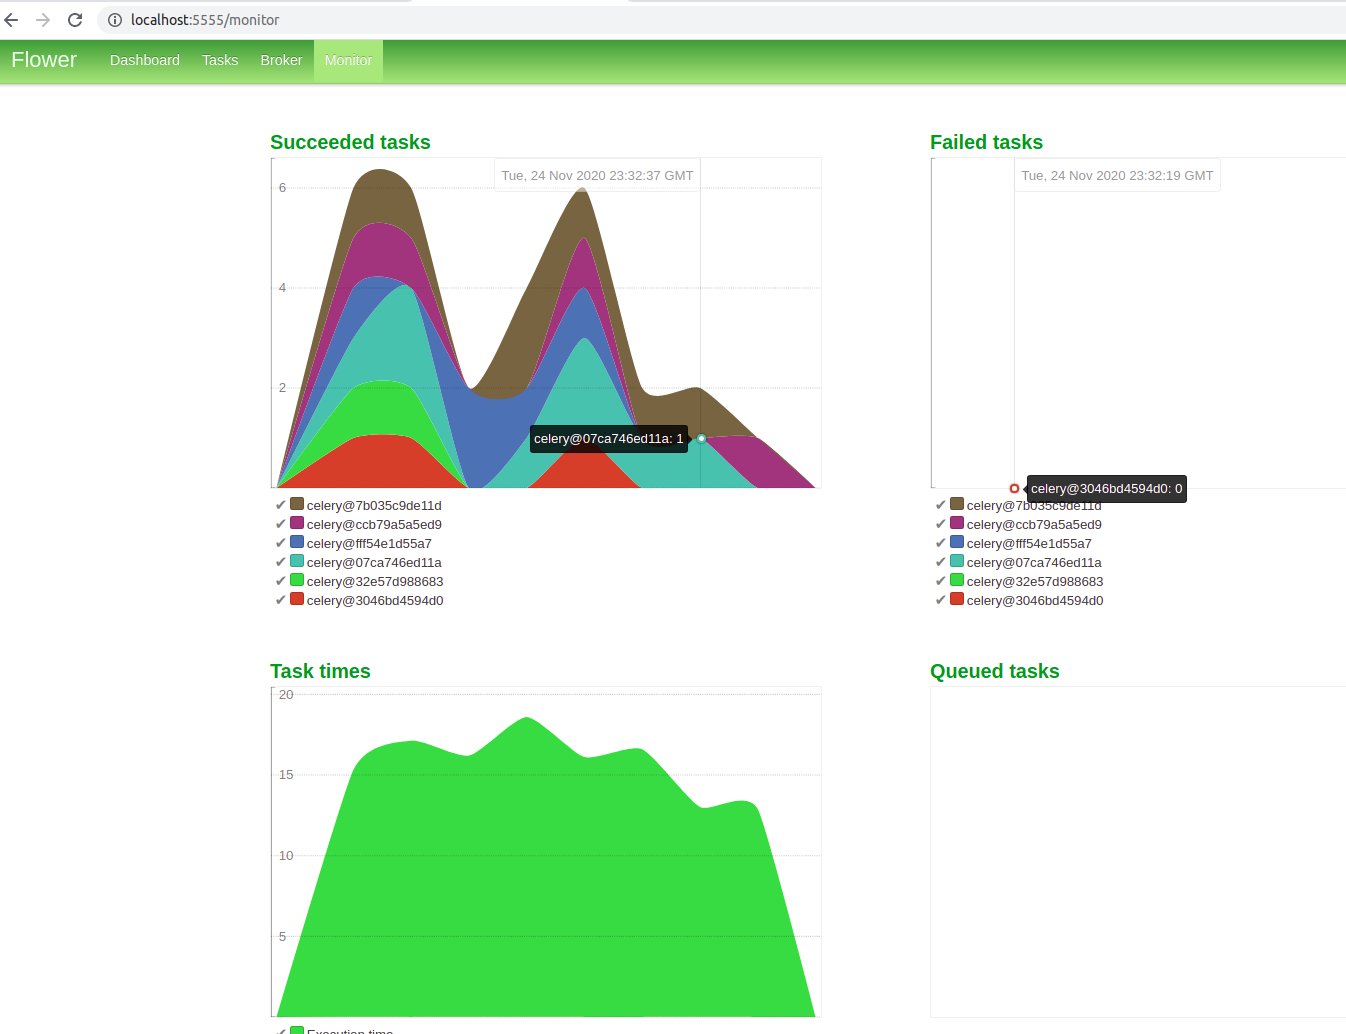 localhost:5555/monitor
Flower Dashboard Tasks Broker Monitor
Succeeded tasks
Tue, 24 Nov 2020 23:32:37 GMT
6
4
2
celery@07ca746ed11a: 1
✔ celery@7b035c9de11d
✔ celery@ccb79a5a5ed9
✔ celery@fff54e1d55a7
✔ celery@07ca746ed11a
✔ celery@32e57d988683
✔ celery@3046bd4594d0
Failed tasks
Tue, 24 Nov 2020 23:32:19 GMT
celery@3046bd4594d0: 0
✔ celery@7b035c9de11d
✔ celery@ccb79a5a5ed9
✔ celery@fff54e1d55a7
✔ celery@07ca746ed11a
✔ celery@32e57d988683
✔ celery@3046bd4594d0
Task times
20
15
10
5
✔ Execution time
Queued tasks